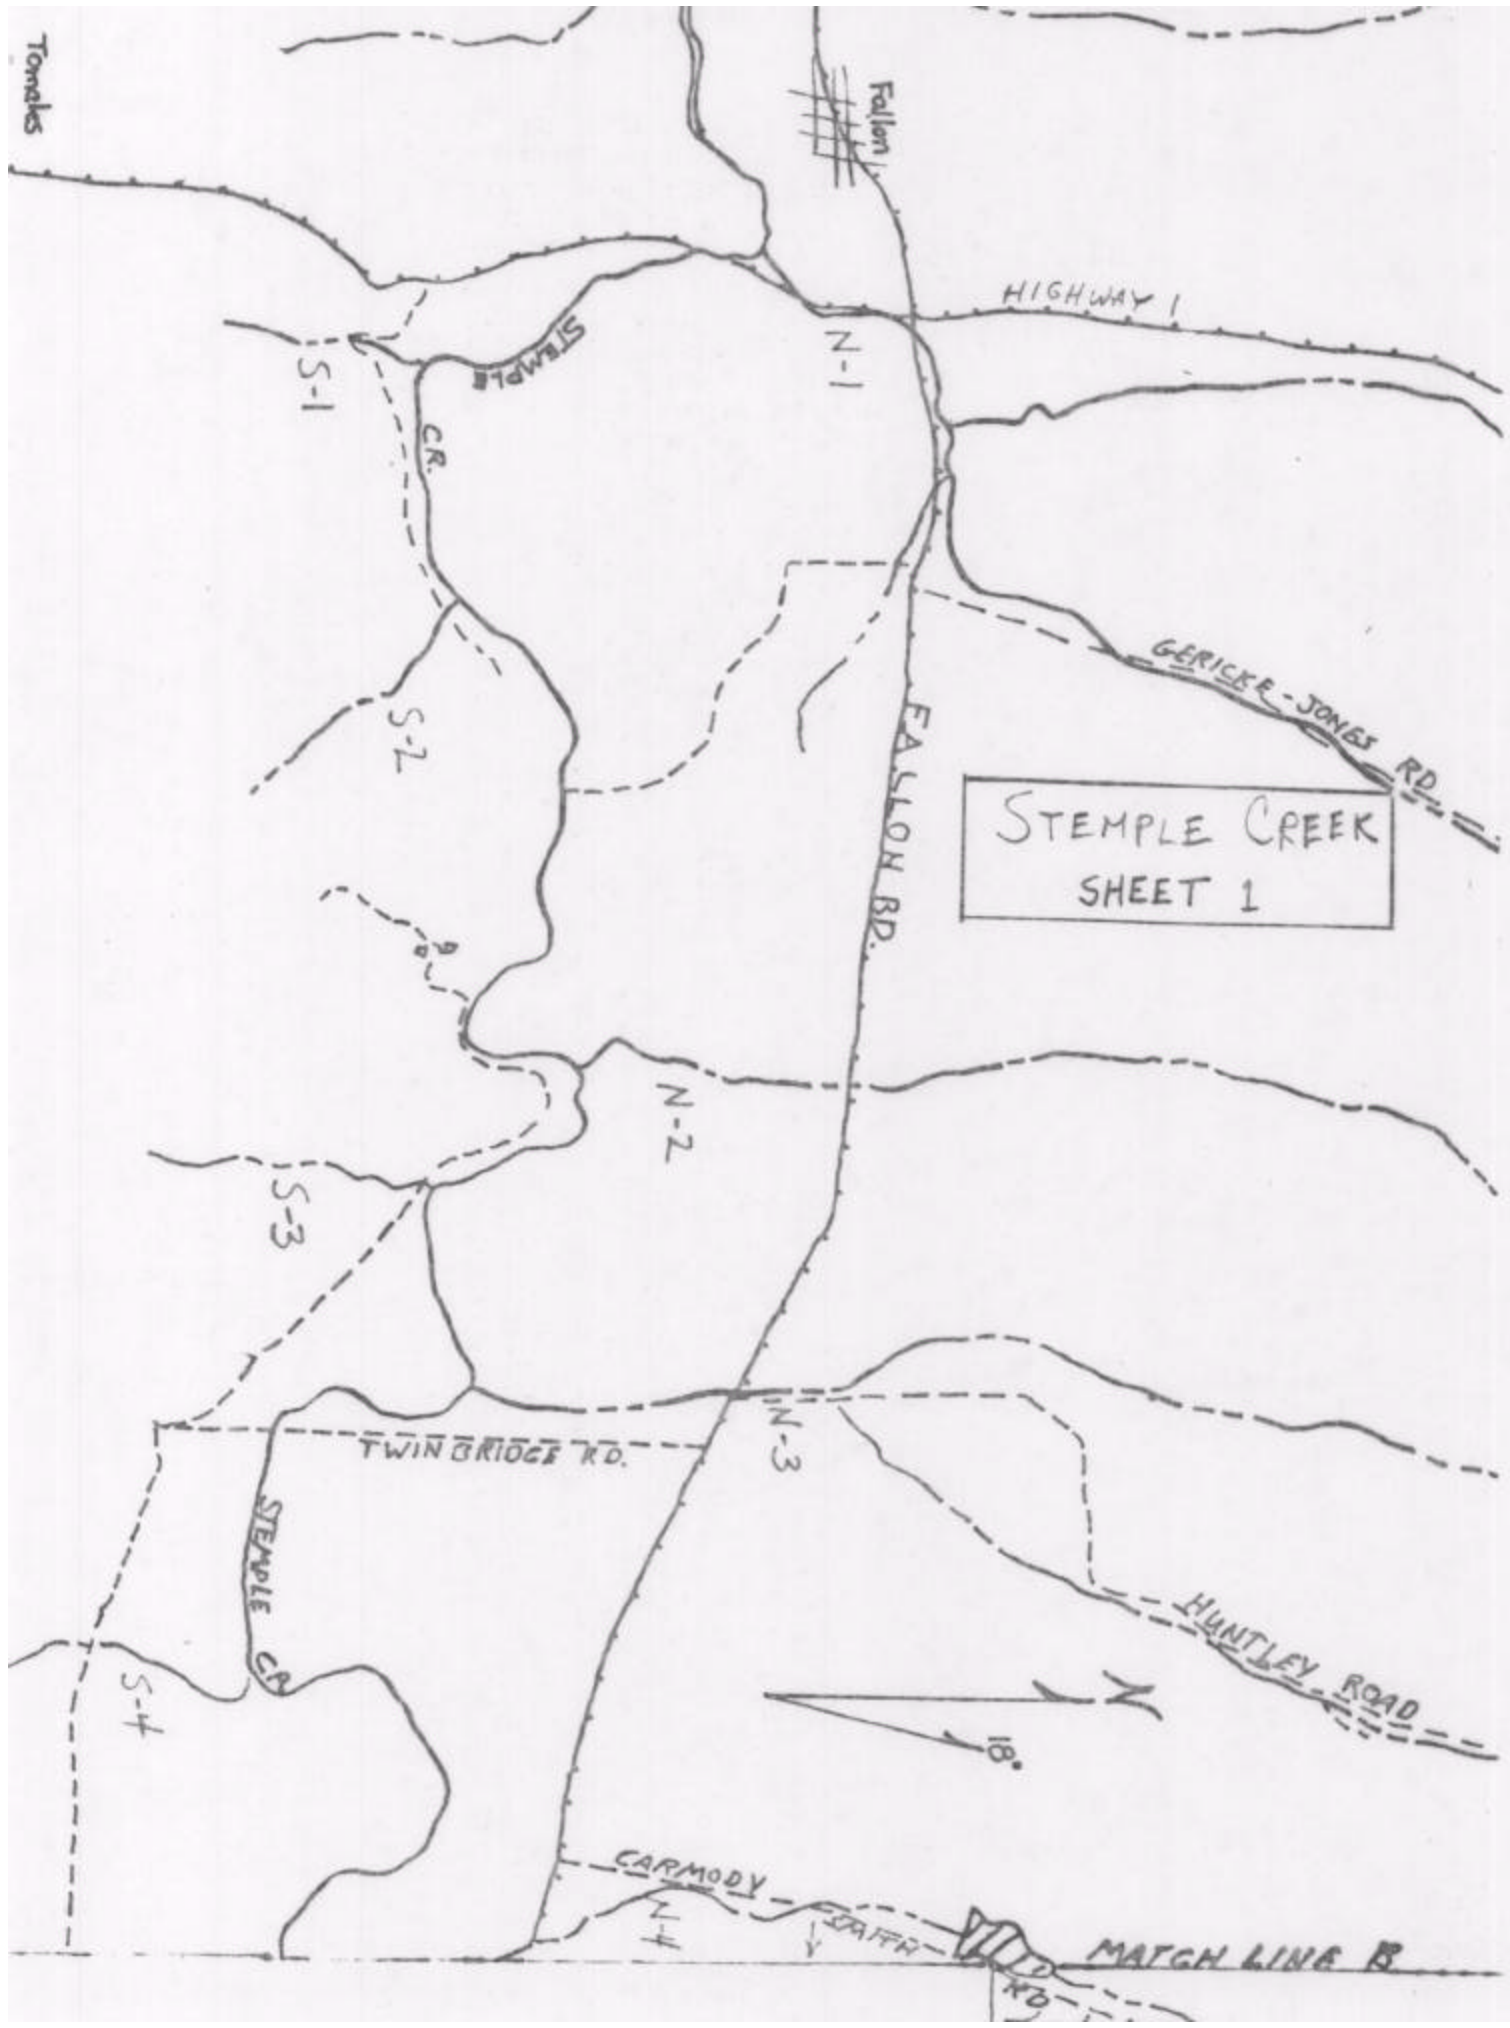 Tomales
Fallon
HIGHWAY 1
N-1
S-1
STEMPLE
CR.
GERICKE-JONES RD
S-2
FALLON RD.
STEMPLE CREEK
SHEET 1
N-2
S-3
N-3
TWIN BRIDGE RD.
STEMPLE
CR
HUNTLEY ROAD
S-4
N
18°
CARMODY
N-4
MATCH LINE B
RD